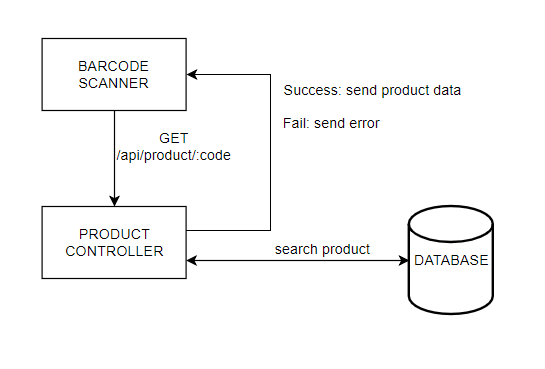 BARCODE
SCANNER
Success: send product data
Fail: send error
GET
/api/product/:code
PRODUCT
CONTROLLER
search product
DATABASE